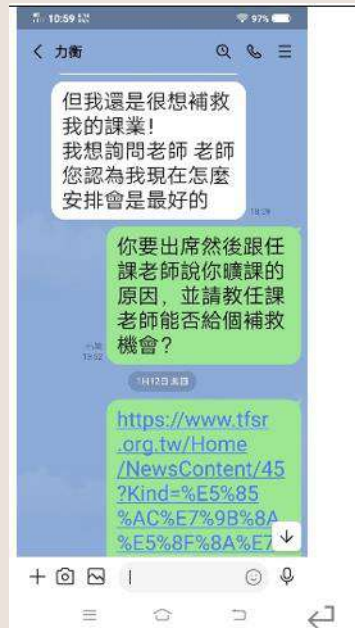 10:59
97%
力衡
但我還是很想補救
我的課業!
我想詢問老師 老師
您認為我現在怎麼
安排會是最好的
你要出席然後跟任
課老師說你曠課的
原因，並請教任課
老師能否給個補救
機會?
https://www.tfsr
.org.tw/Home
/NewsContent/45
?Kind=%E5%85
%AC%E7%9B%8A
%E5%8F%8A%E7